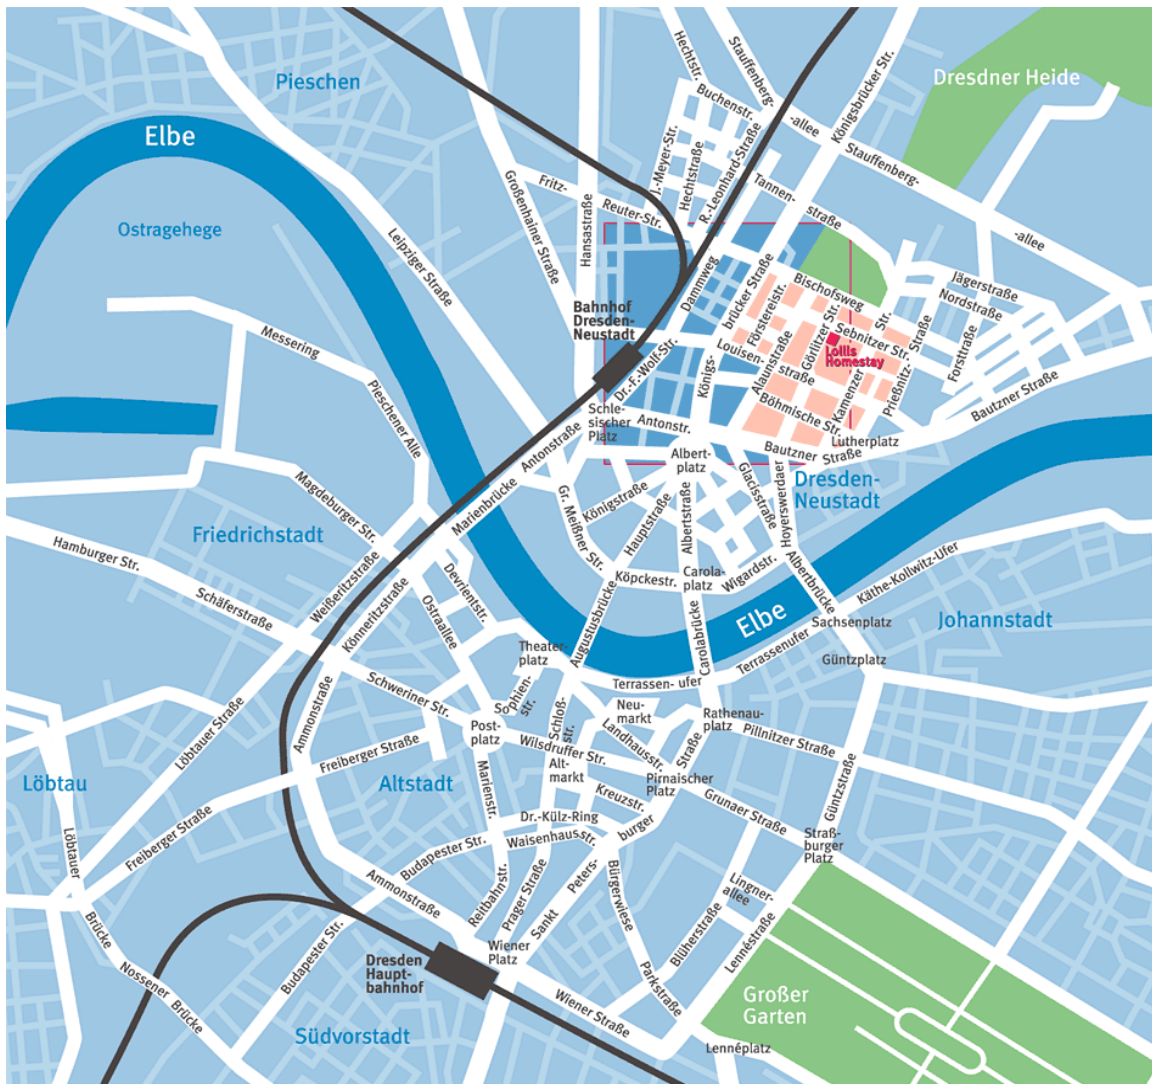 Pieschen
Elbe
Ostragehege
Leipziger Straße
Großenhainer Straße
Hansastraße
Fritz-
Reuter-Str.
Hechtstr.
Buchenstr.
J.-Meyer-Str.
Hechtstraße
R.-Leonhard-Straße
Stauffenberg-
-allee
Stauffenberg-
-allee
Königsbrücker Str.
Dresdner Heide
Tannen-
straße
Dammweg
Bahnhof
Dresden-
Neustadt
Dr.-F.-Wolf-Str.
Königs-
brücker Straße
Förstereistr.
Bischofsweg
Alaunstraße
Görlitzer Str.
Sebnitzer Str.
Lollis
Homestay
Louisen-
straße
Kamenzer
Str.
Prießnitz-
Straße
Böhmische Str.
Jägerstraße
Nordstraße
Forststraße
Bautzner Straße
Lutherplatz
Bautzner Straße
Messering
Pieschener Alle
Schle-
sischer
Platz
Antonstr.
Antonstraße
Marienbrücke
Albert-
platz
Dresden-
Neustadt
Königstraße
Gr. Meißner Str.
Hauptstraße
Albertstraße
Glacisstraße
Hoyerswerdaer
Köpckestr.
Carola-
platz
Wigardstr.
Albertbrücke
Käthe-Kollwitz-Ufer
Magdeburger Str.
Friedrichstadt
Hamburger Str.
Schäferstraße
Weißeritzstraße
Könneritzstraße
Devrientstr.
Ostraallee
Augustusbrücke
Carolabrücke
Elbe
Terrassenufer
Sachsenplatz
Johannstadt
Güntzplatz
Theater-
platz
Terrassen- ufer
Sophien-
str.
Schloß-
str.
Neu-
markt
Landhausstr.
Rathenau-
platz
Pillnitzer Straße
Schweriner Str.
Post-
platz
Wilsdruffer Str.
Alt-
markt
Pirnaischer
Platz
Grunaer Straße
Güntzstraße
Straß-
burger
Platz
Ammonstraße
Löbtauer Straße
Freiberger Straße
Altstadt
Marienstr.
Kreuzstr.
Dr.-Külz-Ring
Waisenhausstr.
Sankt
Peters-
burger
Straße
Löbtau
Löbtauer
Freiberger Straße
Budapester Str.
Ammonstraße
Reitbahnstr.
Prager Straße
Bürgerwiese
Lingner-
allee
Blüherstraße
Lennéstraße
Brücke
Nossener Brücke
Budapester Str.
Dresden
Haupt-
bahnhof
Wiener
Platz
Wiener Straße
Parkstraße
Großer
Garten
Südvorstadt
Lennéplatz